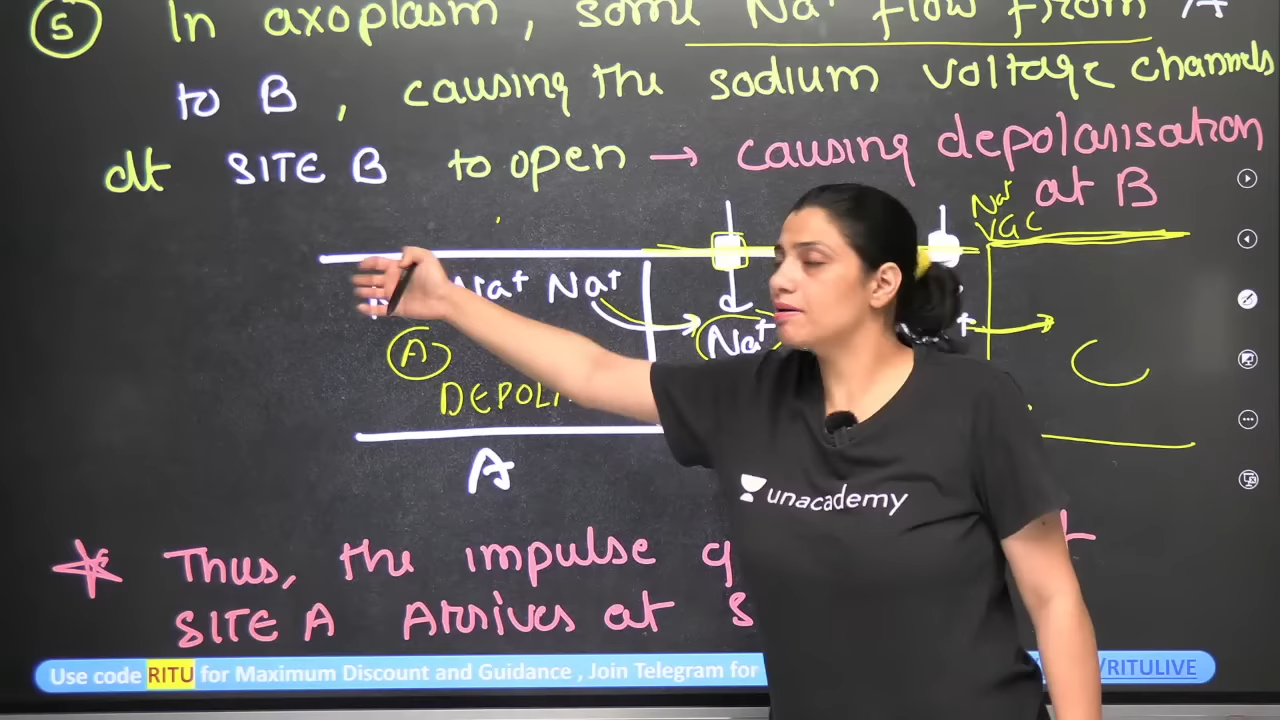 5 In axoplasm, some Na⁺ flow from A
to B, causing the sodium voltage channels
at SITE B to open → causing depolarisation
at B
Na⁺
VGC
Na⁺ Na⁺
Na⁺
A
DEPOL
C
A
Thus, the impulse g
SITE A Arrives at S
unacademy
Use code RITU for Maximum Discount and Guidance , Join Telegram for
/RITULIVE